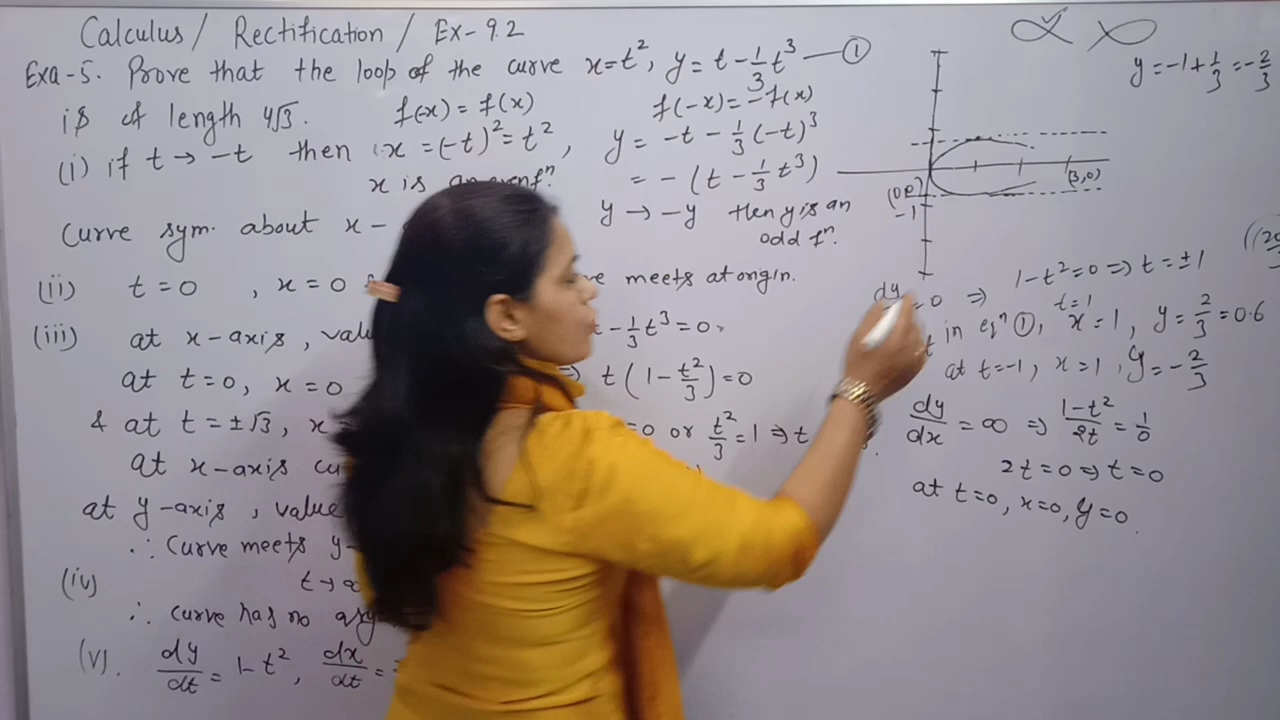 Calculus / Rectification / Ex-9.2
Exa-5. Prove that the loop of the curve x=t², y = t - 1/3 t³ — ①
is of length 4√3. f(-x) = f(x) f(-x) = -f(x)
(i) if t → -t then x = (-t)² = t², y = -t - 1/3 (-t)³
x is an even fⁿ. = - (t - 1/3 t³)
Curve sym. about x - y → -y then y is an
odd fⁿ.
(ii) t = 0 , x = 0 meets at orgin.
(iii) at x-axis, t - 1/3 t³ = 0,
at t = 0, x = 0 ⇒ t (1 - t²/3) = 0
& at t = ±√3, x = =0 or t²/3 = 1 ⇒ t
at x-axis
at y-axis, value
∴ Curve meets y-
(iv) t → ∞
∴ Curve has no
(v). dy/dt = 1 - t², dx/dt =
y = -1 + 1/3 = -2/3
(3,0)
-1
dy =0 ⇒ 1 - t² = 0 ⇒ t = ±1
t=1
in eqⁿ ①, x = 1, y = 2/3 = 0.6
at t=-1, x = 1, y = -2/3
dy/dx = ∞ ⇒ 1-t²/2t = 1/0
2t = 0 ⇒ t = 0
at t=0, x=0, y=0.